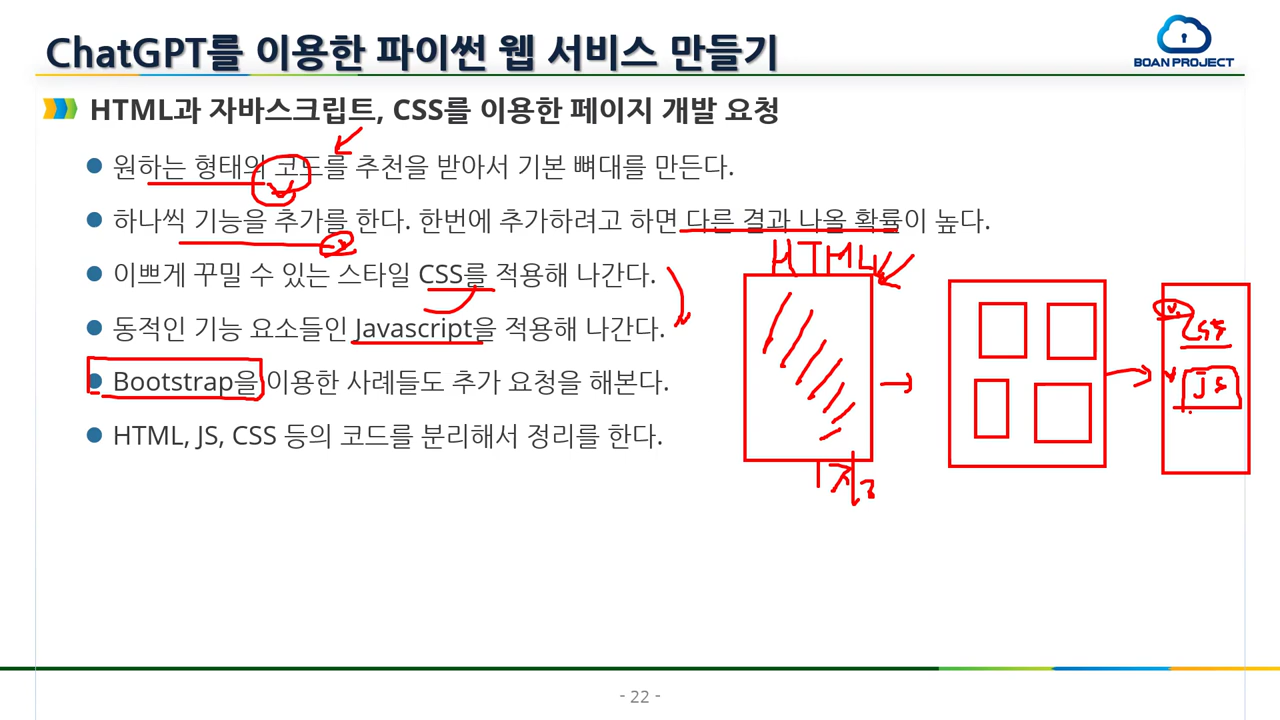 ChatGPT를 이용한 파이썬 웹 서비스 만들기
BOAN PROJECT
HTML과 자바스크립트, CSS를 이용한 페이지 개발 요청
원하는 형태의 코드를 추천을 받아서 기본 뼈대를 만든다.
하나씩 기능을 추가를 한다. 한번에 추가하려고 하면 다른 결과 나올 확률이 높다.
HTML
이쁘게 꾸밀 수 있는 스타일 CSS를 적용해 나간다.
동적인 기능 요소들인 Javascript을 적용해 나간다.
CSS
Bootstrap을 이용한 사례들도 추가 요청을 해본다.
JS
HTML, JS, CSS 등의 코드를 분리해서 정리를 한다.
- 22 -